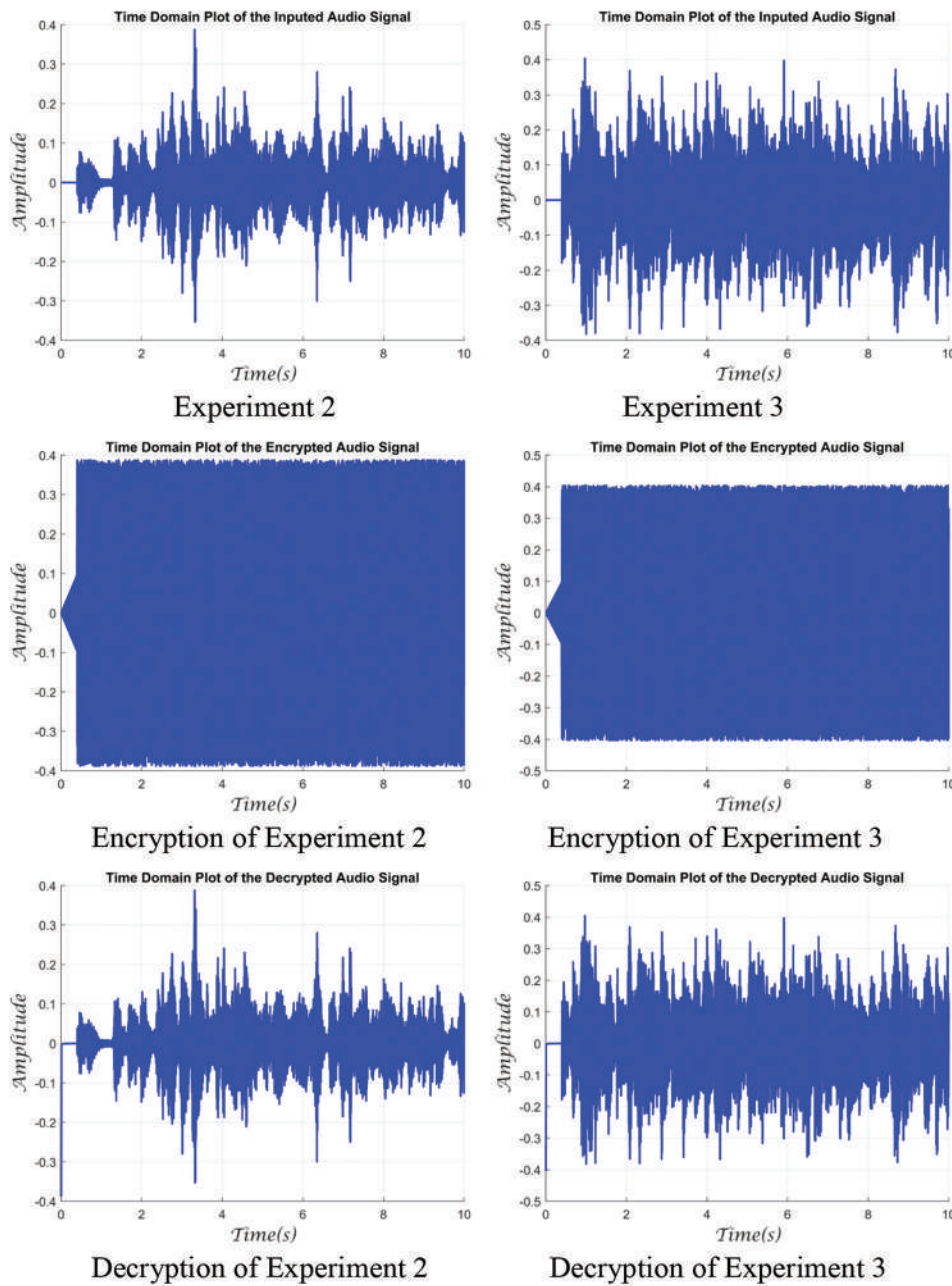 Time Domain Plot of the Inputed Audio Signal
0.4
0.3
0.2
0.1
0
-0.1
-0.2
-0.3
-0.4
Amplitude
0 2 4 6 8 10
Time(s)
Experiment 2
Time Domain Plot of the Inputed Audio Signal
0.5
0.4
0.3
0.2
0.1
0
-0.1
-0.2
-0.3
-0.4
Amplitude
0 2 4 6 8 10
Time(s)
Experiment 3
Time Domain Plot of the Encrypted Audio Signal
0.4
0.3
0.2
0.1
0
-0.1
-0.2
-0.3
-0.4
Amplitude
0 2 4 6 8 10
Time(s)
Encryption of Experiment 2
Time Domain Plot of the Encrypted Audio Signal
0.5
0.4
0.3
0.2
0.1
0
-0.1
-0.2
-0.3
-0.4
-0.5
Amplitude
0 2 4 6 8 10
Time(s)
Encryption of Experiment 3
Time Domain Plot of the Decrypted Audio Signal
0.4
0.3
0.2
0.1
0
-0.1
-0.2
-0.3
-0.4
Amplitude
0 2 4 6 8 10
Time(s)
Decryption of Experiment 2
Time Domain Plot of the Decrypted Audio Signal
0.5
0.4
0.3
0.2
0.1
0
-0.1
-0.2
-0.3
-0.4
-0.5
Amplitude
0 2 4 6 8 10
Time(s)
Decryption of Experiment 3